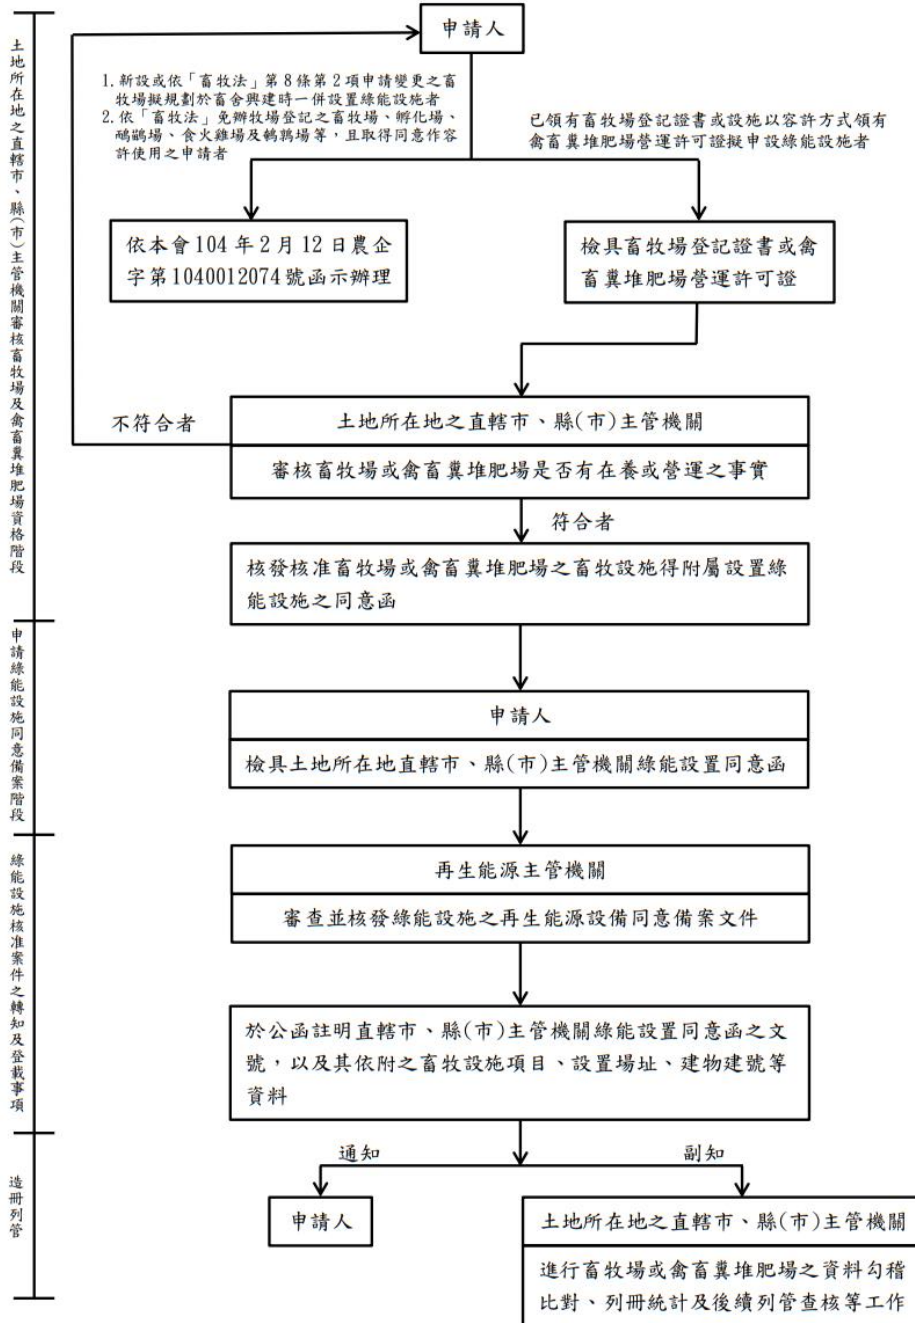 申請人
1.新設或依「畜牧法」第8條第2項申請變更之畜
牧場擬規劃於畜舍興建時一併設置綠能設施者
2.依「畜牧法」免辦牧場登記之畜牧場、孵化場、
鴯鶓場、食火雞場及鵪鶉場等，且取得同意作容
許使用之申請者
已領有畜牧場登記證書或設施以容許方式領有
禽畜糞堆肥場營運許可證擬申設綠能設施者
依本會104年2月12日農企
字第1040012074號函示辦理
檢具畜牧場登記證書或禽
畜糞堆肥場營運許可證
不符合者
土地所在地之直轄市、縣(市)主管機關
審核畜牧場或禽畜糞堆肥場是否有在養或營運之事實
符合者
核發核准畜牧場或禽畜糞堆肥場之畜牧設施得附屬設置綠
能設施之同意函
申請人
檢具土地所在地直轄市、縣(市)主管機關綠能設置同意函
再生能源主管機關
審查並核發綠能設施之再生能源設備同意備案文件
於公函註明直轄市、縣(市)主管機關綠能設置同意函之文
號，以及其依附之畜牧設施項目、設置場址、建物建號等
資料
通知
副知
申請人
土地所在地之直轄市、縣(市)主管機關
進行畜牧場或禽畜糞堆肥場之資料勾稽
比對、列冊統計及後續列管查核等工作
土地所在地之直轄市、縣(市)主管機關審核畜牧場及禽畜糞堆肥場資格階段
申請綠能設施同意備案階段
綠能設施核准案件之轉知及登載事項
造冊列管